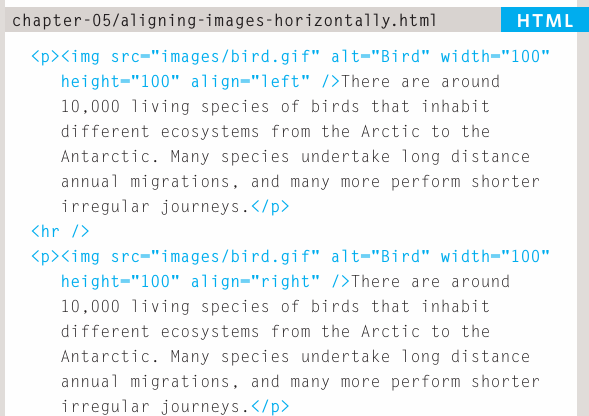 chapter-05/aligning-images-horizontally.html HTML
<p><img src="images/bird.gif" alt="Bird" width="100"
height="100" align="left" />There are around
10,000 living species of birds that inhabit
different ecosystems from the Arctic to the
Antarctic. Many species undertake long distance
annual migrations, and many more perform shorter
irregular journeys.</p>
<hr />
<p><img src="images/bird.gif" alt="Bird" width="100"
height="100" align="right" />There are around
10,000 living species of birds that inhabit
different ecosystems from the Arctic to the
Antarctic. Many species undertake long distance
annual migrations, and many more perform shorter
irregular journeys.</p>